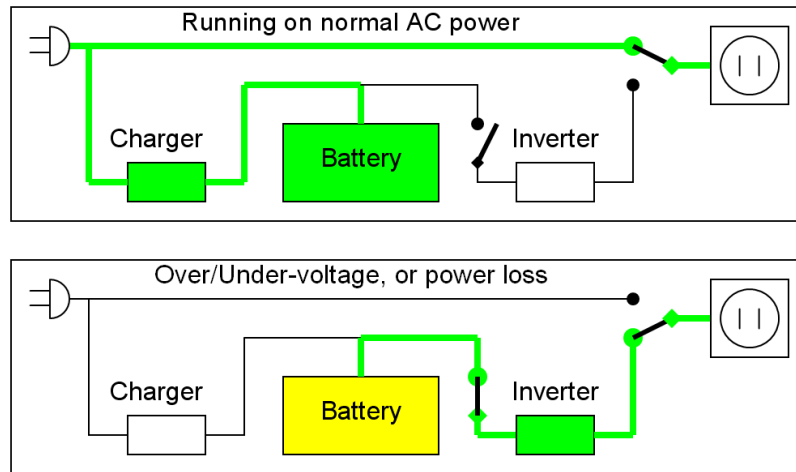 Running on normal AC power
Charger
Battery
Inverter
Over/Under-voltage, or power loss
Charger
Battery
Inverter